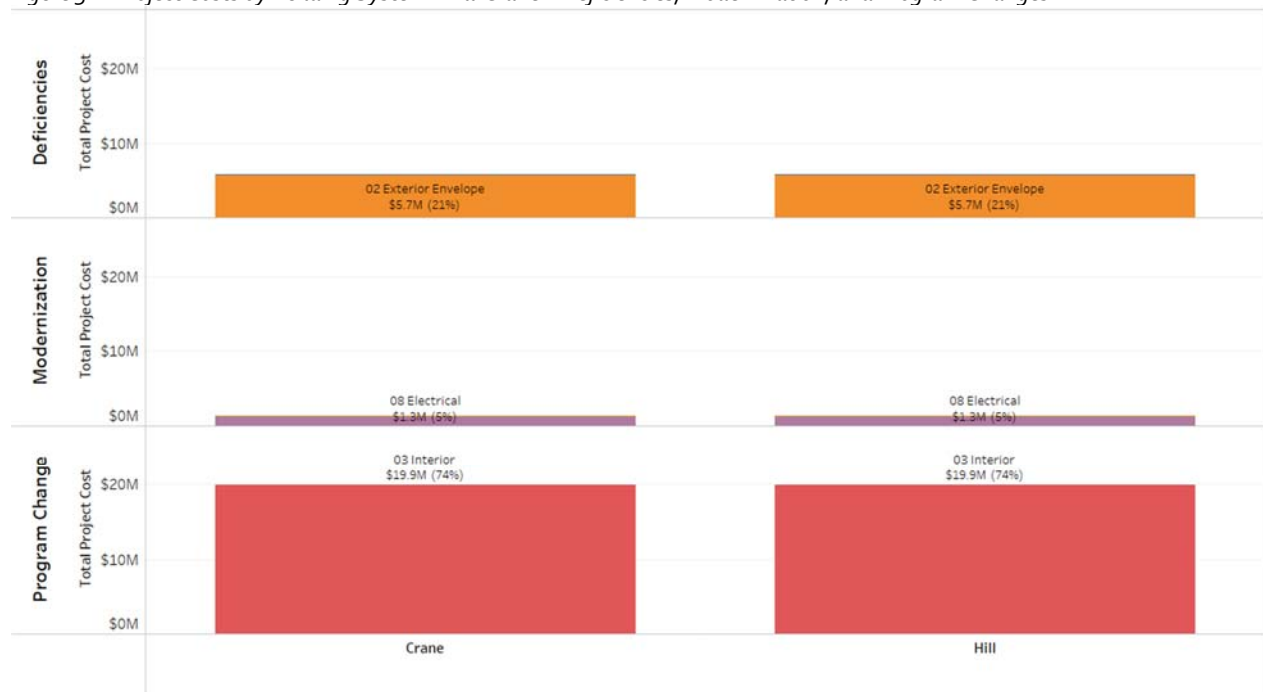 Deficiencies
Total Project Cost
$20M
$10M
$0M
02 Exterior Envelope
$5.7M (21%)
02 Exterior Envelope
$5.7M (21%)
Modernization
Total Project Cost
$20M
$10M
$0M
08 Electrical
$1.3M (5%)
08 Electrical
$1.3M (5%)
Program Change
Total Project Cost
$20M
$10M
$0M
03 Interior
$19.9M (74%)
03 Interior
$19.9M (74%)
Crane
Hill